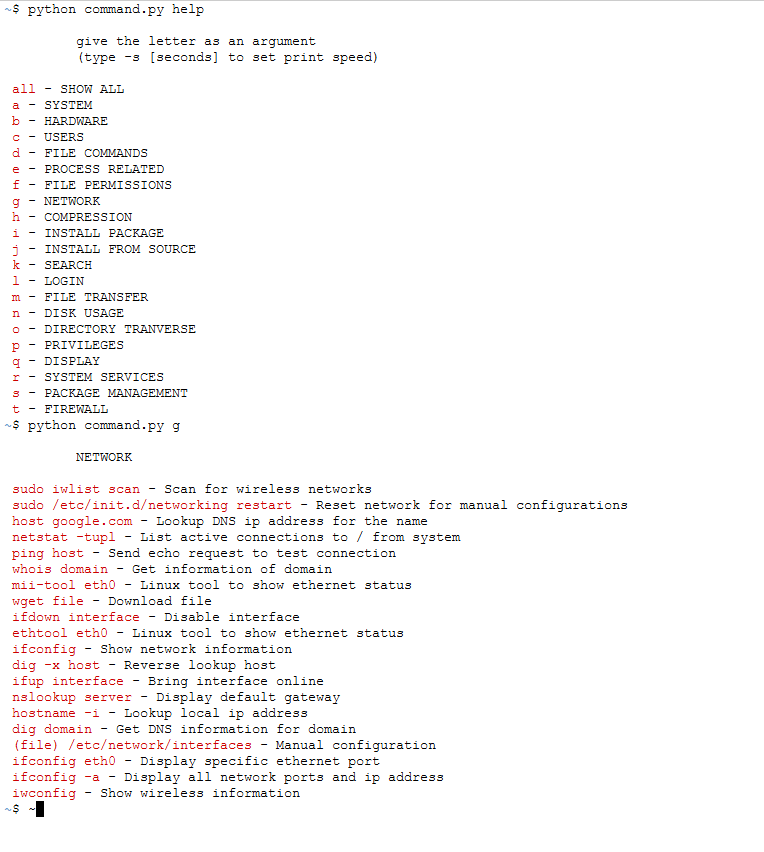 ~$ python command.py help
give the letter as an argument
(type -s [seconds] to set print speed)
all - SHOW ALL
a - SYSTEM
b - HARDWARE
c - USERS
d - FILE COMMANDS
e - PROCESS RELATED
f - FILE PERMISSIONS
g - NETWORK
h - COMPRESSION
i - INSTALL PACKAGE
j - INSTALL FROM SOURCE
k - SEARCH
l - LOGIN
m - FILE TRANSFER
n - DISK USAGE
o - DIRECTORY TRANVERSE
p - PRIVILEGES
q - DISPLAY
r - SYSTEM SERVICES
s - PACKAGE MANAGEMENT
t - FIREWALL
~$ python command.py g
NETWORK
sudo iwlist scan - Scan for wireless networks
sudo /etc/init.d/networking restart - Reset network for manual configurations
host google.com - Lookup DNS ip address for the name
netstat -tupl - List active connections to / from system
ping host - Send echo request to test connection
whois domain - Get information of domain
mii-tool eth0 - Linux tool to show ethernet status
wget file - Download file
ifdown interface - Disable interface
ethtool eth0 - Linux tool to show ethernet status
ifconfig - Show network information
dig -x host - Reverse lookup host
ifup interface - Bring interface online
nslookup server - Display default gateway
hostname -i - Lookup local ip address
dig domain - Get DNS information for domain
(file) /etc/network/interfaces - Manual configuration
ifconfig eth0 - Display specific ethernet port
ifconfig -a - Display all network ports and ip address
iwconfig - Show wireless information
~$ ~